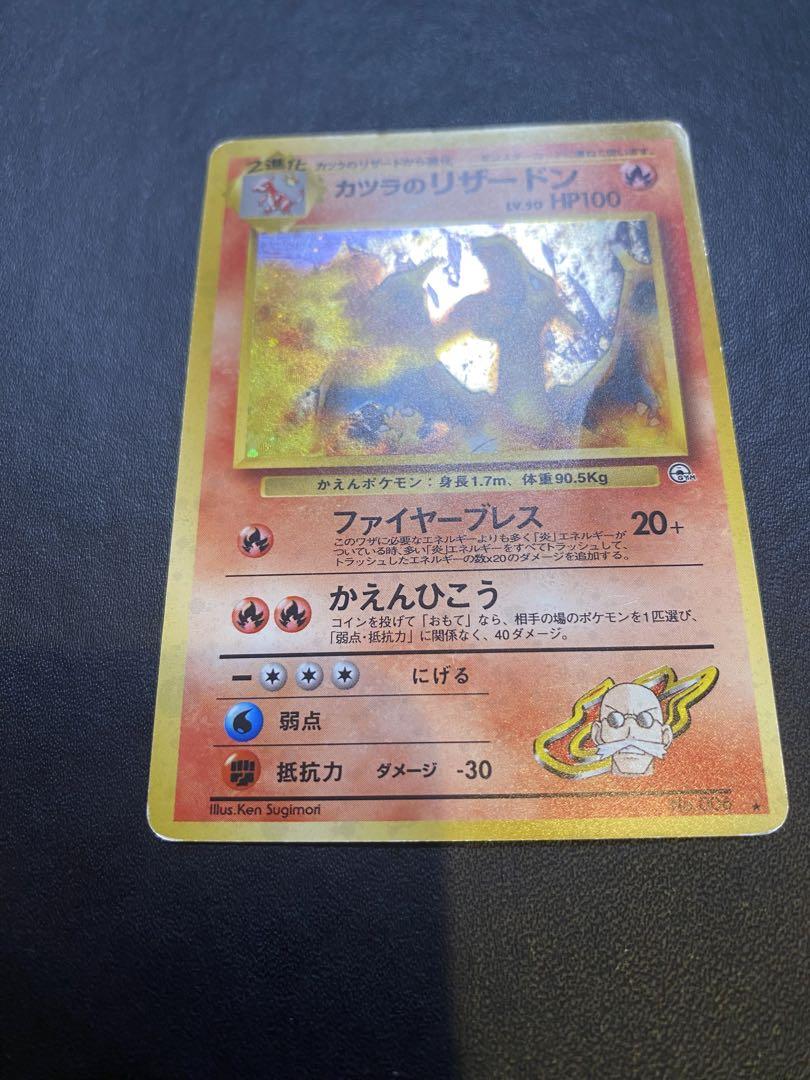 2進化 カツラのリザードから進化
カツラのリザードン LV.50 HP100
かえんポケモン：身長1.7m、体重90.5Kg
GYM
ファイヤーブレス 20+
このワザに必要なエネルギーよりも多く「炎」エネルギーが
ついている時、多い「炎」エネルギーをすべてトラッシュして、
トラッシュしたエネルギーの数x20のダメージを追加する。
かえんひこう
コインを投げて「おもて」なら、相手の場のポケモンを1匹選び、
「弱点・抵抗力」に関係なく、40ダメージ。
にげる
弱点
抵抗力 ダメージ -30
Illus.Ken Sugimori
No.006